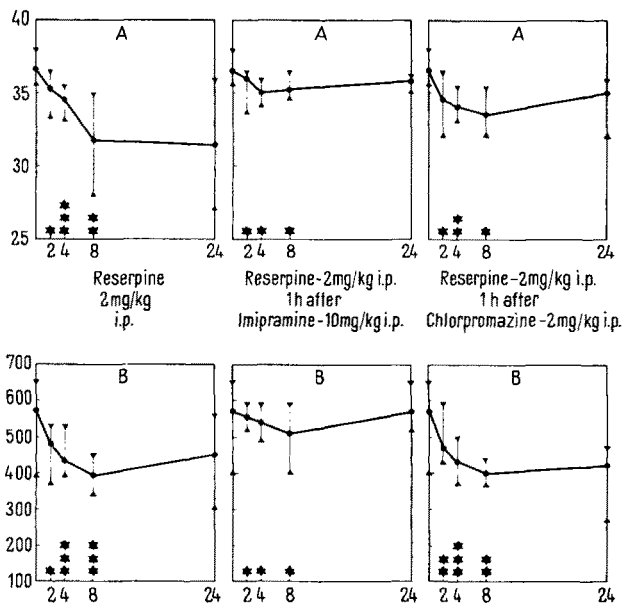 40
35
30
25
A
A
A
2 4 8 24
2 4 8 24
2 4 8 24
Reserpine
2mg/kg
i.p.
Reserpine-2mg/kg i.p.
1h after
Imipramine-10mg/kg i.p.
Reserpine-2mg/kg i.p.
1h after
Chlorpromazine-2mg/kg i.p.
700
600
500
400
300
200
100
B
B
B
2 4 8 24
2 4 8 24
2 4 8 24